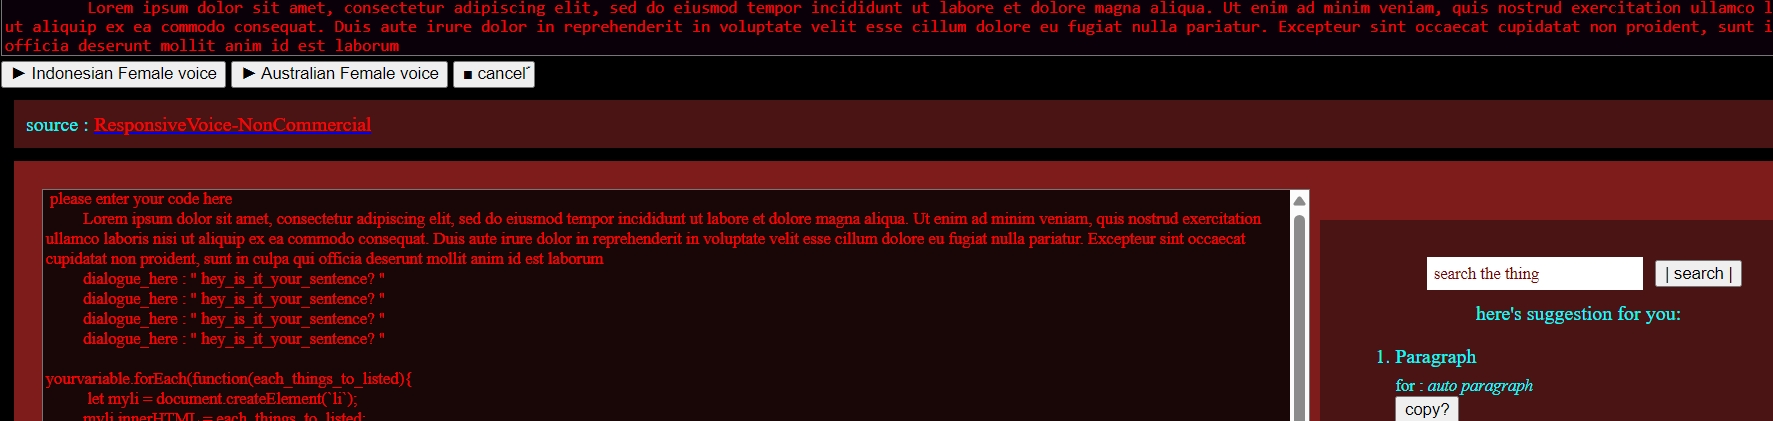 Lorem ipsum dolor sit amet, consectetur adipiscing elit, sed do eiusmod tempor incididunt ut labore et dolore magna aliqua. Ut enim ad minim veniam, quis nostrud exercitation ullamco l
ut aliquip ex ea commodo consequat. Duis aute irure dolor in reprehenderit in voluptate velit esse cillum dolore eu fugiat nulla pariatur. Excepteur sint occaecat cupidatat non proident, sunt i
officia deserunt mollit anim id est laborum
► Indonesian Female voice ► Australian Female voice ■ cancel´
source : ResponsiveVoice-NonCommercial
please enter your code here
Lorem ipsum dolor sit amet, consectetur adipiscing elit, sed do eiusmod tempor incididunt ut labore et dolore magna aliqua. Ut enim ad minim veniam, quis nostrud exercitation
ullamco laboris nisi ut aliquip ex ea commodo consequat. Duis aute irure dolor in reprehenderit in voluptate velit esse cillum dolore eu fugiat nulla pariatur. Excepteur sint occaecat
cupidatat non proident, sunt in culpa qui officia deserunt mollit anim id est laborum
dialogue_here : " hey_is_it_your_sentence? "
dialogue_here : " hey_is_it_your_sentence? "
dialogue_here : " hey_is_it_your_sentence? "
dialogue_here : " hey_is_it_your_sentence? "
yourvariable.forEach(function(each_things_to_listed){
let myli = document.createElement(`li`);
myli.innerHTML = each_things_to_listed;
search the thing | search |
here's suggestion for you:
1. Paragraph
for : auto paragraph
copy?